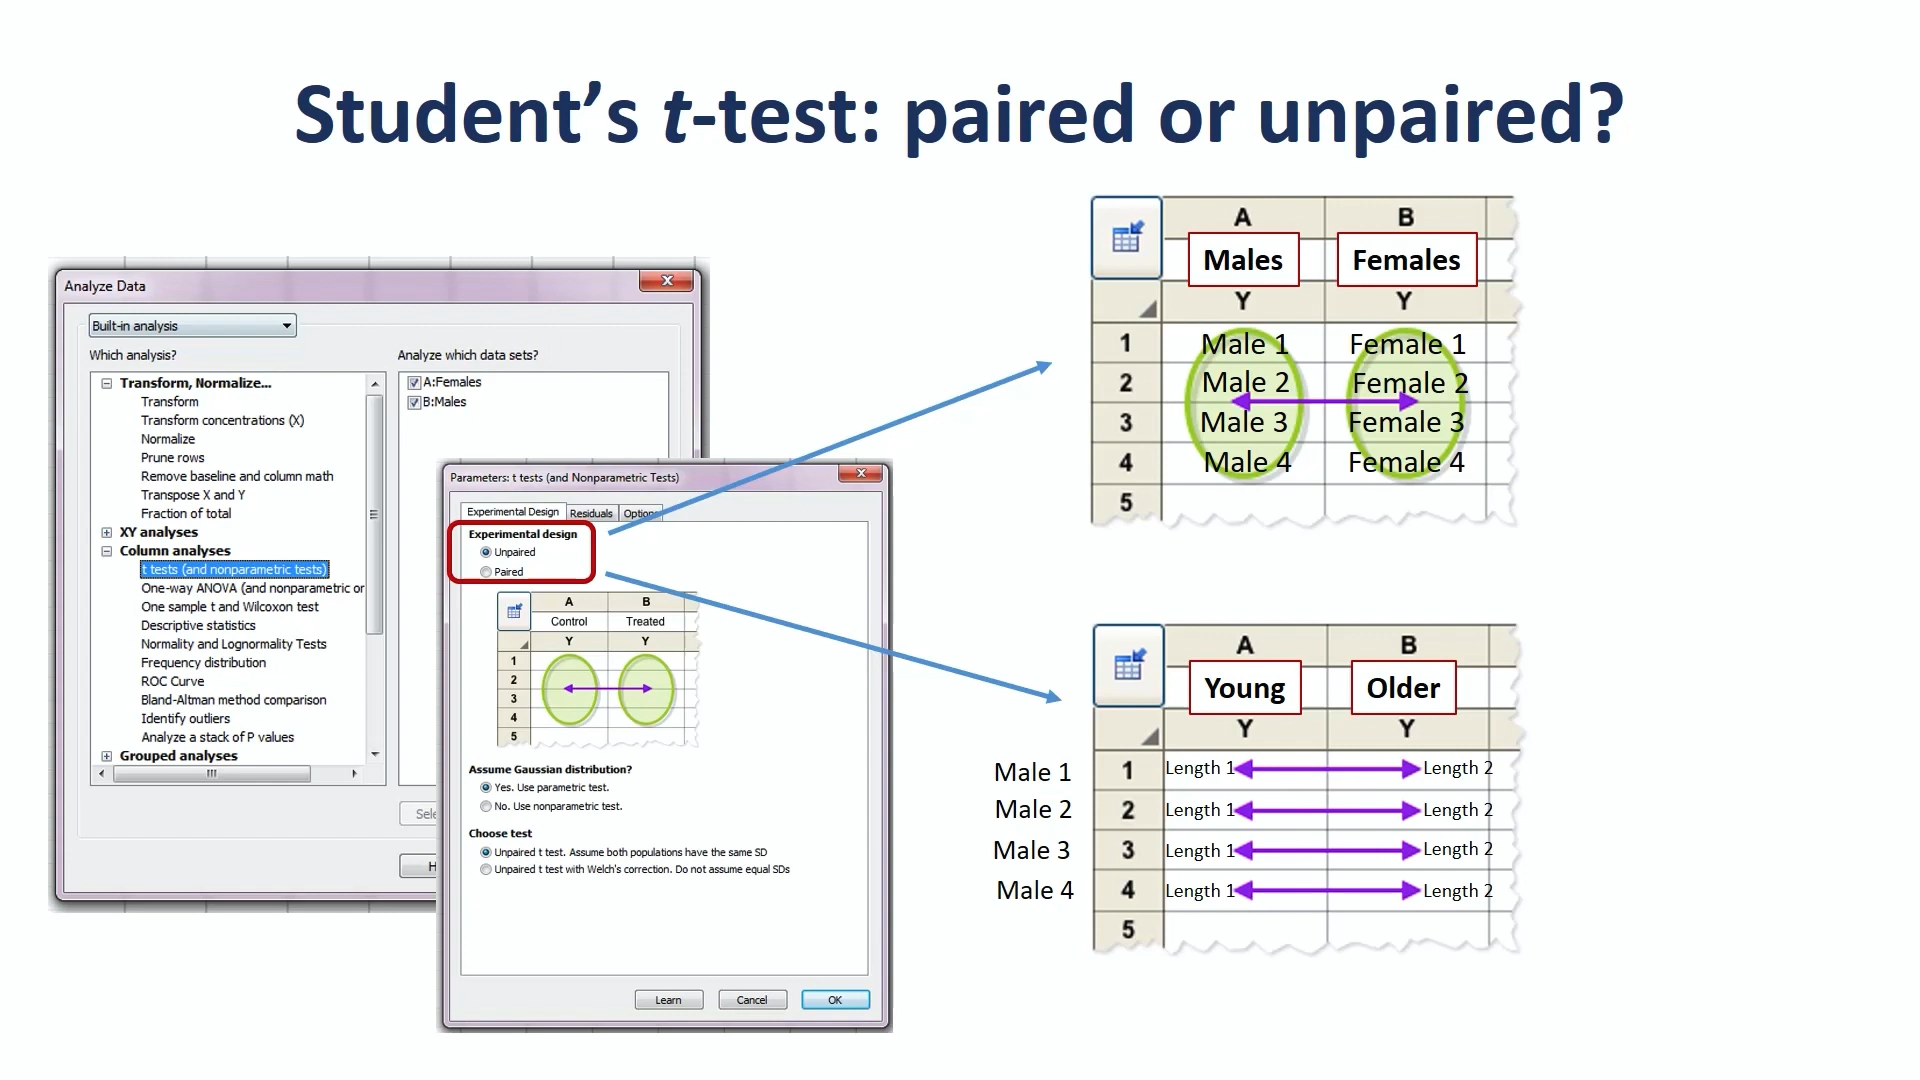 Student’s t-test: paired or unpaired?
Analyze Data
Built-in analysis
Which analysis?
Transform, Normalize...
Transform
Transform concentrations (X)
Normalize
Prune rows
Remove baseline and column math
Transpose X and Y
Fraction of total
XY analyses
Column analyses
t tests (and nonparametric tests)
One-way ANOVA (and nonparametric or
One sample t and Wilcoxon test
Descriptive statistics
Normality and Lognormality Tests
Frequency distribution
ROC Curve
Bland-Altman method comparison
Identify outliers
Analyze a stack of P values
Grouped analyses
Analyze which data sets?
A:Females
B:Males
Sele
H
Parameters: t tests (and Nonparametric Tests)
Experimental Design Residuals Options
Experimental design
Unpaired
Paired
A B
Control Treated
Y Y
1
2
3
4
5
Assume Gaussian distribution?
Yes. Use parametric test.
No. Use nonparametric test.
Choose test
Unpaired t test. Assume both populations have the same SD
Unpaired t test with Welch's correction. Do not assume equal SDs
Learn Cancel OK
A B
Males Females
Y Y
1 Male 1 Female 1
2 Male 2 Female 2
3 Male 3 Female 3
4 Male 4 Female 4
5
A B
Young Older
Y Y
Male 1 1 Length 1 Length 2
Male 2 2 Length 1 Length 2
Male 3 3 Length 1 Length 2
Male 4 4 Length 1 Length 2
5